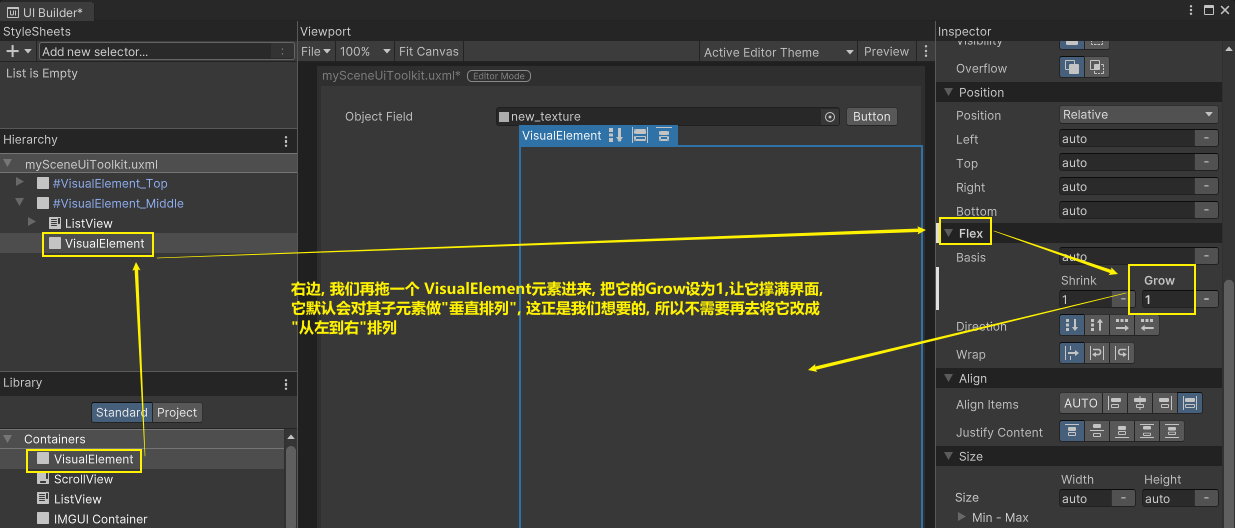 UI Builder*
StyleSheets
Add new selector...
List is Empty
Hierarchy
mySceneUiToolkit.uxml
#VisualElement_Top
#VisualElement_Middle
ListView
VisualElement
Library
Standard Project
Containers
VisualElement
ScrollView
ListView
IMGUI Container
Viewport
File 100% Fit Canvas Active Editor Theme Preview
mySceneUiToolkit.uxml* Editor Mode
Object Field new_texture Button
VisualElement
右边, 我们再拖一个 VisualElement元素进来, 把它的Grow设为1,让它撑满界面,
它默认会对其子元素做"垂直排列", 这正是我们想要的, 所以不需要再去将它改成
"从左到右"排列
Inspector
Visibility
Overflow
Position
Position Relative
Left auto
Top auto
Right auto
Bottom auto
Flex
Basis auto
Shrink Grow
1 1
Direction
Wrap
Align
Align Items AUTO
Justify Content
Size
Width Height
Size auto auto
Min - Max